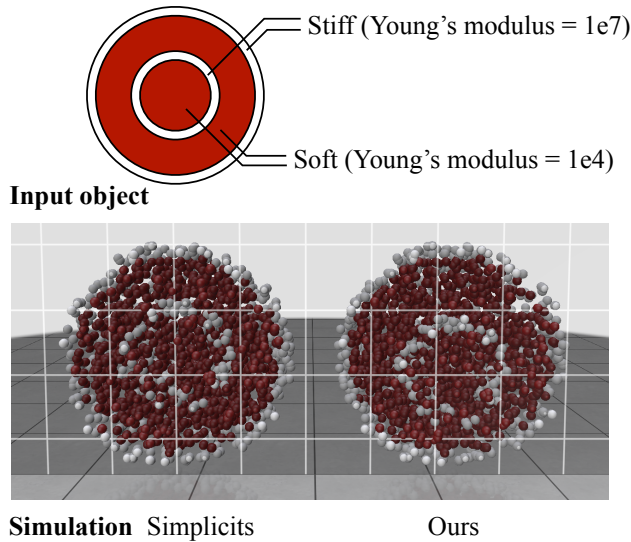 Stiff (Young's modulus = 1e7)
Soft (Young's modulus = 1e4)
Input object
Simulation Simplicits Ours